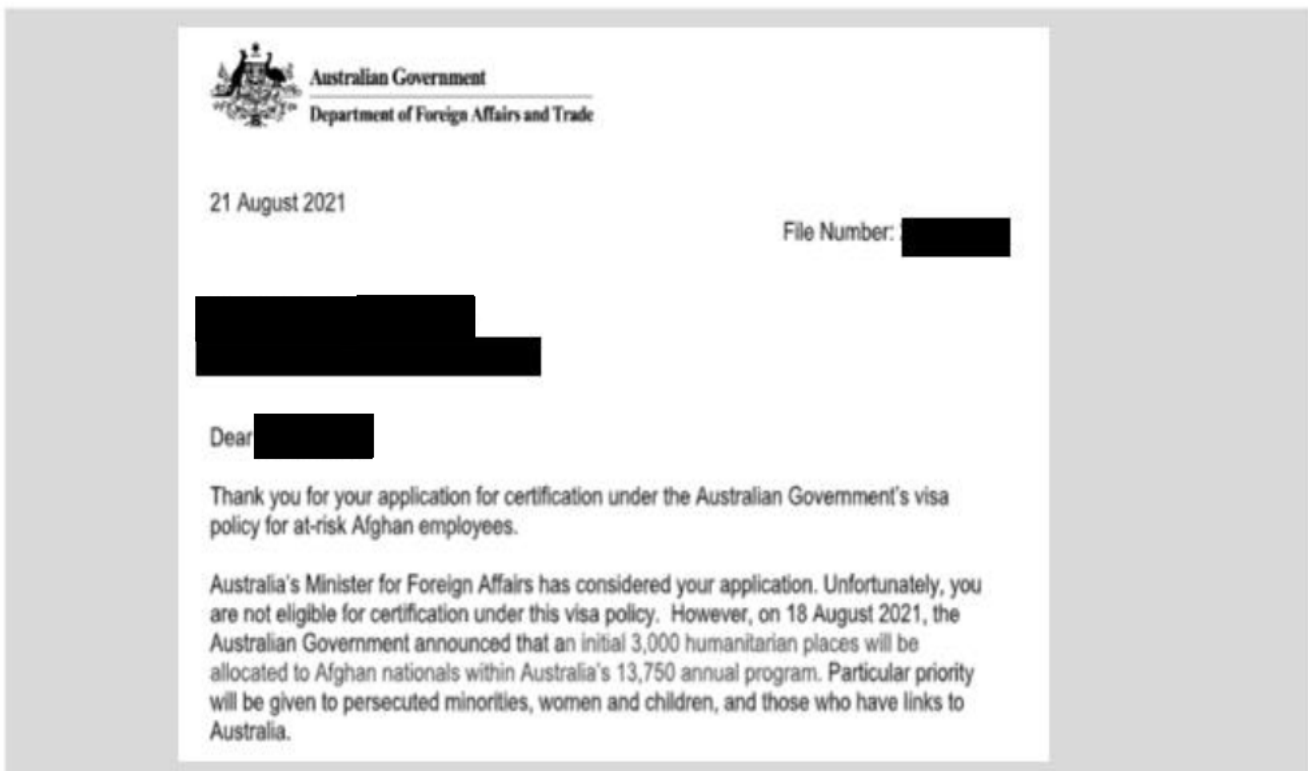 Australian Government
Department of Foreign Affairs and Trade
21 August 2021
File Number:
Dear
Thank you for your application for certification under the Australian Government's visa
policy for at-risk Afghan employees.
Australia's Minister for Foreign Affairs has considered your application. Unfortunately, you
are not eligible for certification under this visa policy.  However, on 18 August 2021, the
Australian Government announced that an initial 3,000 humanitarian places will be
allocated to Afghan nationals within Australia's 13,750 annual program. Particular priority
will be given to persecuted minorities, women and children, and those who have links to
Australia.